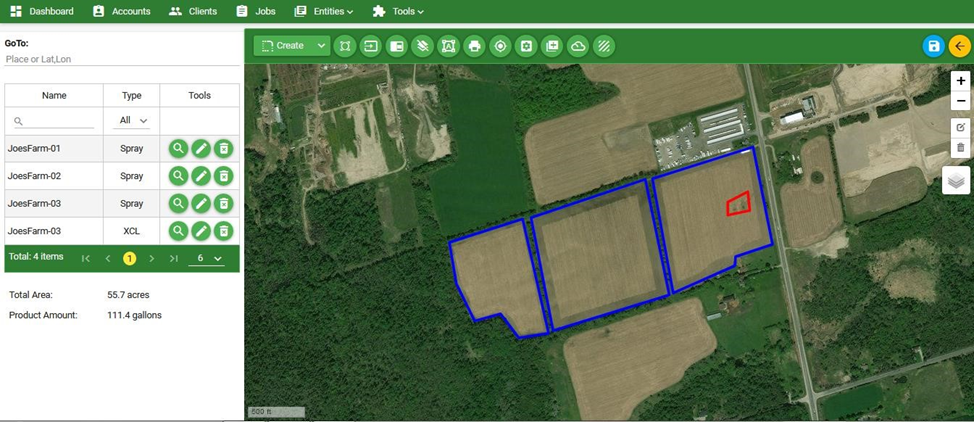 Dashboard Accounts Clients Jobs Entities Tools
GoTo:
Place or Lat,Lon
Create
Name Type Tools
All
JoesFarm-01 Spray
JoesFarm-02 Spray
JoesFarm-03 Spray
JoesFarm-03 XCL
Total: 4 items 1 6
Total Area: 55.7 acres
Product Amount: 111.4 gallons
+
−
500 ft